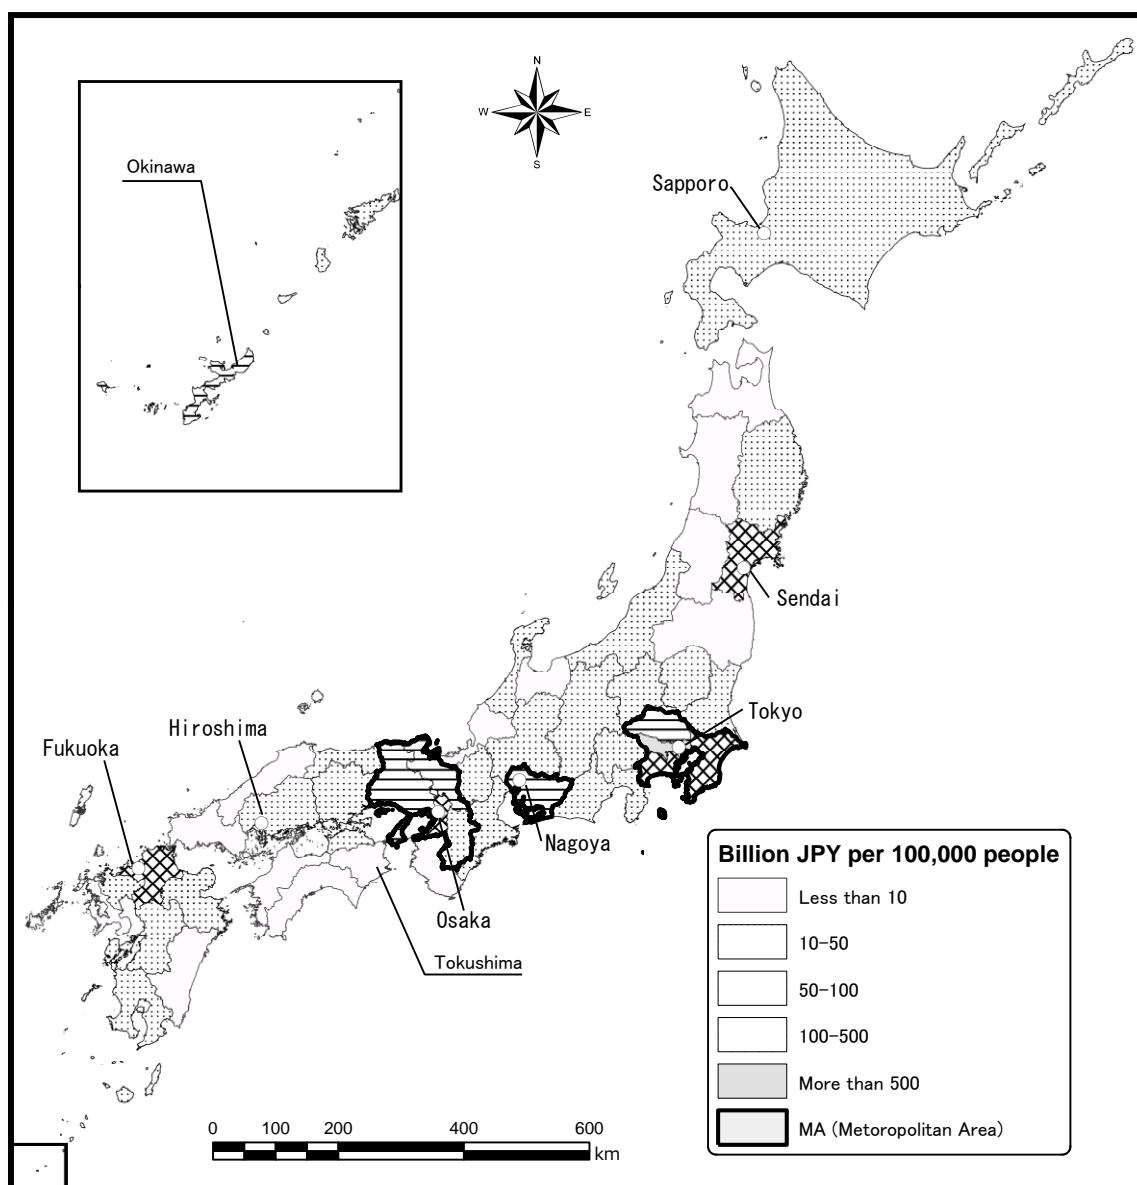 N
W
E
S
Okinawa
Sapporo
Sendai
Tokyo
Hiroshima
Fukuoka
Nagoya
Osaka
Tokushima
Billion JPY per 100,000 people
Less than 10
10-50
50-100
100-500
More than 500
MA (Metoropolitan Area)
0 100 200 400 600
km